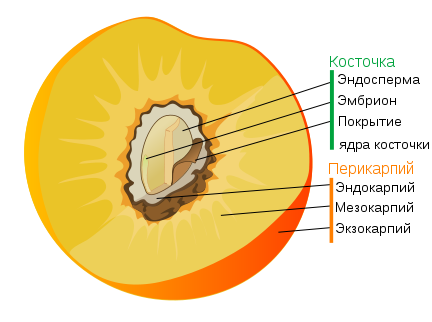 Косточка
Эндосперма
Эмбрион
Покрытие
ядра косточки
Перикарпий
Эндокарпий
Мезокарпий
Экзокарпий